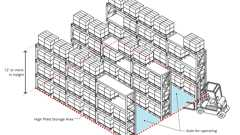 12' or more
in height
High Piled Storage Area
Aisle for operating